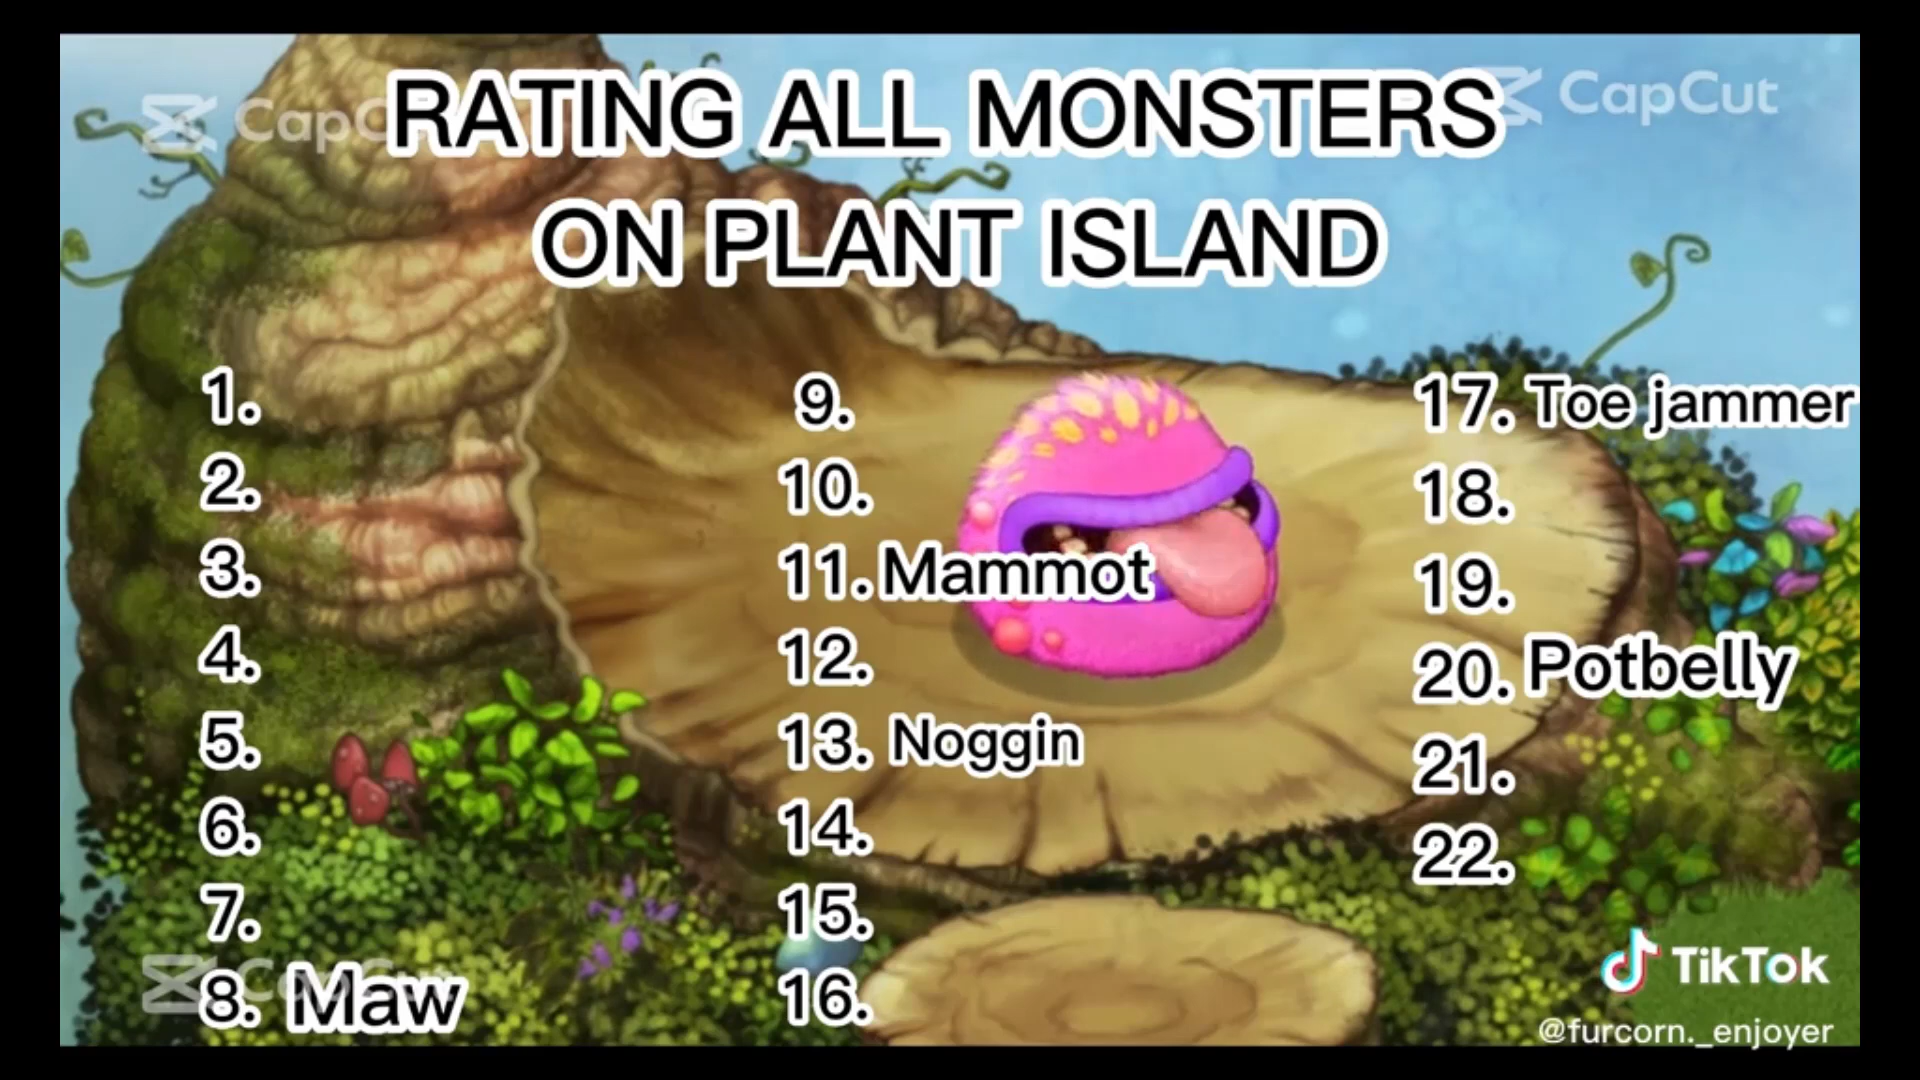 CapCut
RATING ALL MONSTERS
CapCut
ON PLANT ISLAND
1.
2.
3.
4.
5.
6.
7.
8. Maw
CapCut
9.
10.
11. Mammot
12.
13. Noggin
14.
15.
16.
17. Toe jammer
18.
19.
20. Potbelly
21.
22.
TikTok
@furcorn._enjoyer